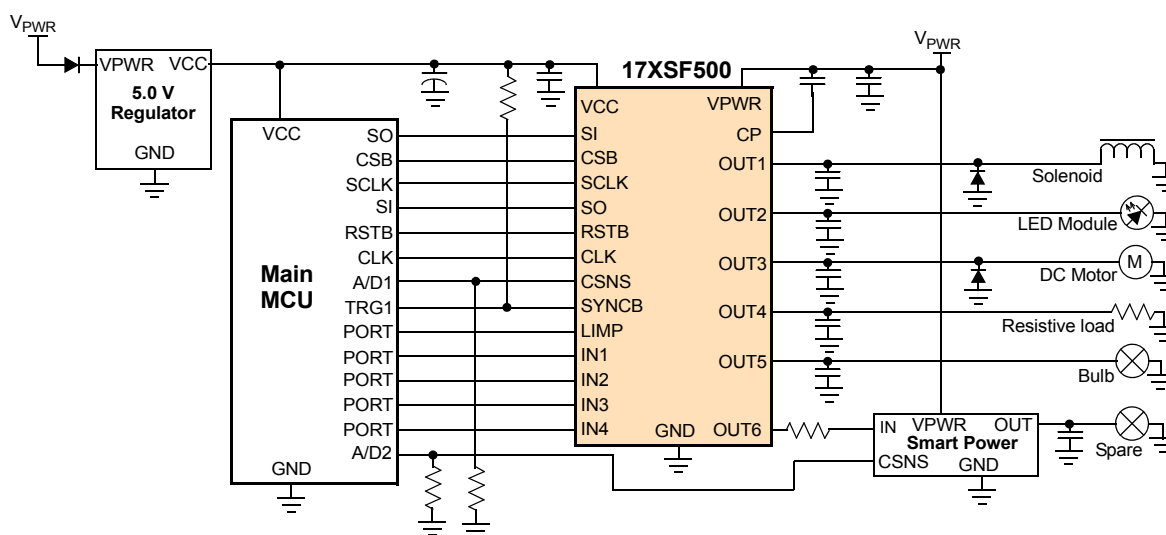 VPWR
VPWR VCC
5.0 V
Regulator
GND
VCC
SO
CSB
SCLK
SI
RSTB
CLK
A/D1
TRG1
PORT
PORT
PORT
PORT
PORT
A/D2
Main
MCU
GND
17XSF500
VCC
SI
CSB
SCLK
SO
RSTB
CLK
CSNS
SYNCB
LIMP
IN1
IN2
IN3
IN4
GND
VPWR
CP
OUT1
OUT2
OUT3
OUT4
OUT5
OUT6
VPWR
Solenoid
LED Module
M
DC Motor
Resistive load
Bulb
IN VPWR OUT
Smart Power
CSNS GND
Spare